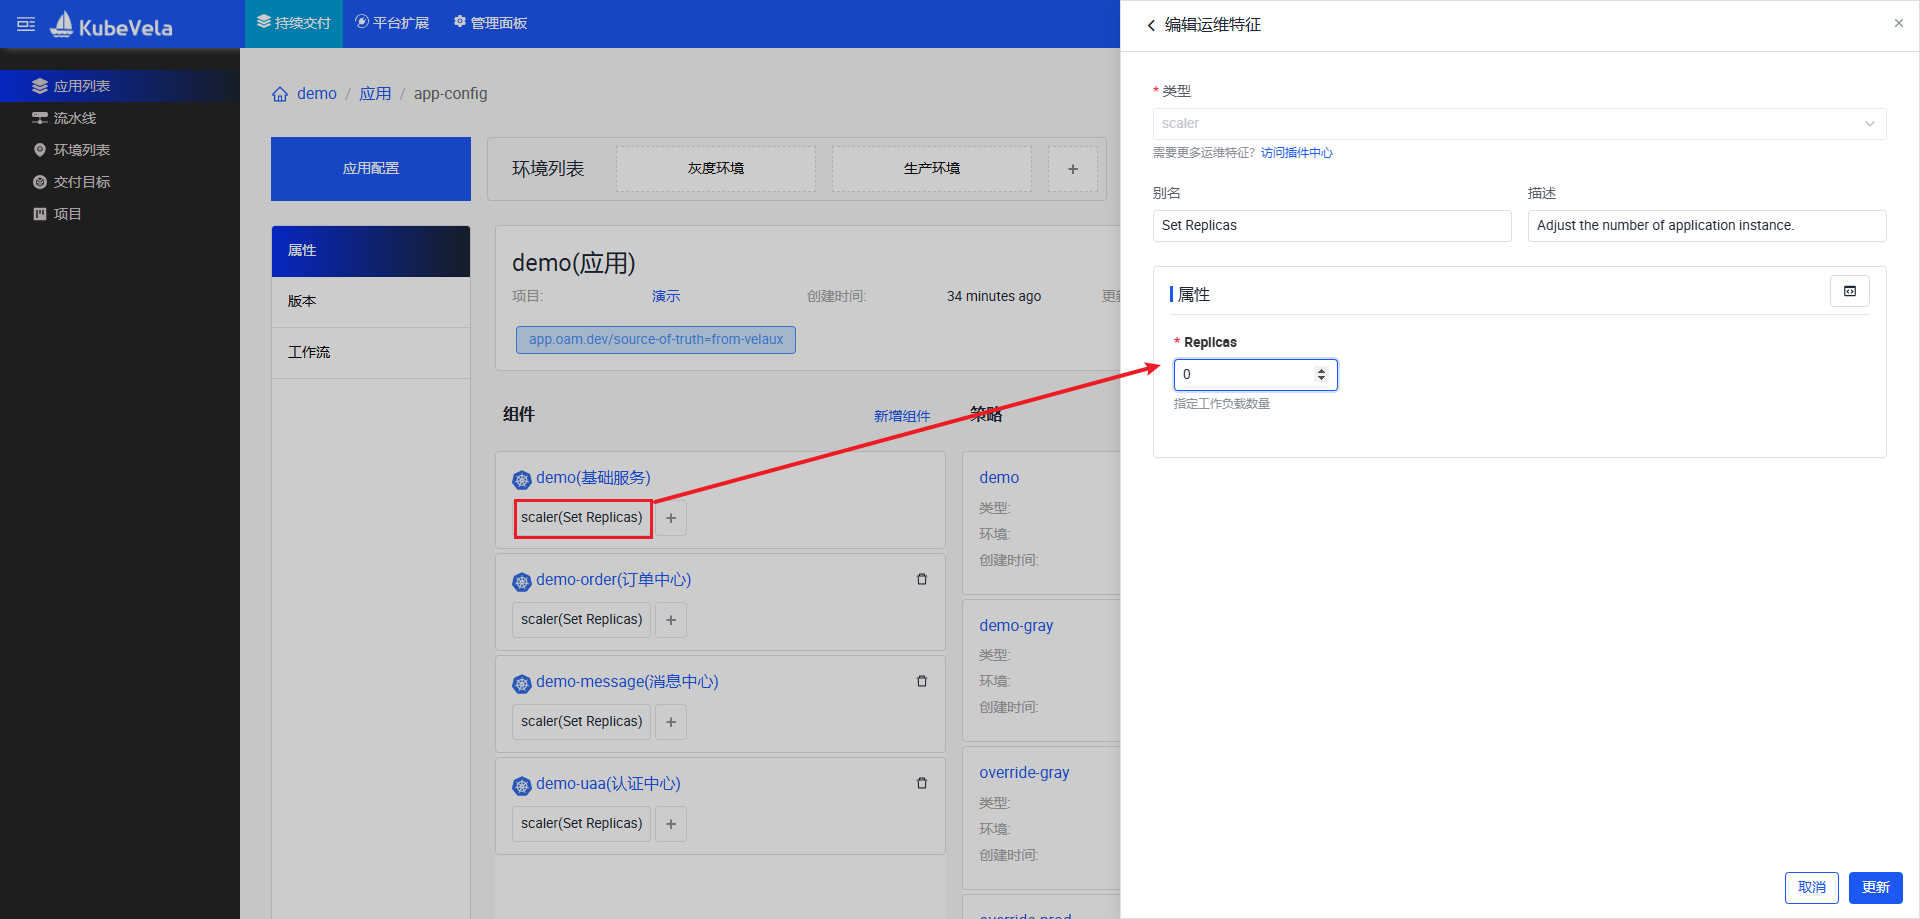 KubeVela
持续交付
平台扩展
管理面板
应用列表
流水线
环境列表
交付目标
项目
demo / 应用 / app-config
应用配置
环境列表
灰度环境
生产环境
+
属性
版本
工作流
demo(应用)
项目:
演示
创建时间:
34 minutes ago
更新
app.oam.dev/source-of-truth=from-velaux
组件
新增组件
策略
demo(基础服务)
scaler(Set Replicas)
+
demo-order(订单中心)
scaler(Set Replicas)
+
demo-message(消息中心)
scaler(Set Replicas)
+
demo-uaa(认证中心)
scaler(Set Replicas)
+
demo
类型:
环境:
创建时间:
demo-gray
类型:
环境:
创建时间:
override-gray
类型:
环境:
创建时间:
override-prod
编辑运维特征
* 类型
scaler
需要更多运维特征? 访问插件中心
别名
描述
Set Replicas
Adjust the number of application instance.
属性
* Replicas
0
指定工作负载数量
取消
更新